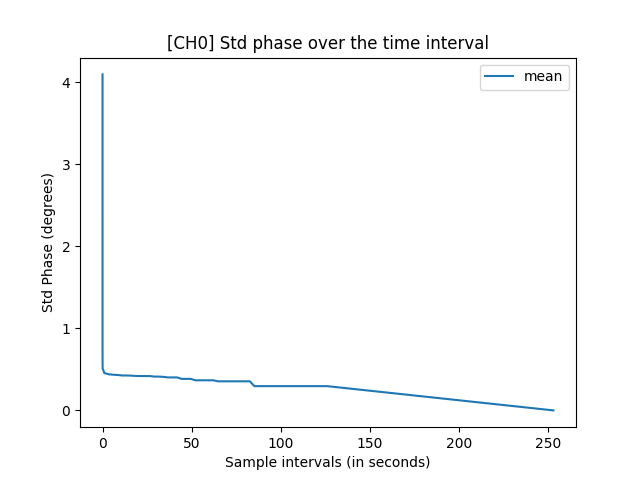 [CH0] Std phase over the time interval
mean
Std Phase (degrees)
4
3
2
1
0
0 50 100 150 200 250
Sample intervals (in seconds)